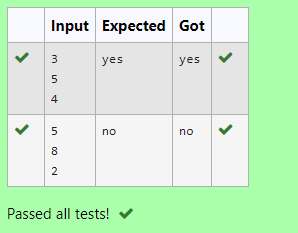 Input Expected Got
3 yes yes
5
4
5 no no
8
2
Passed all tests!